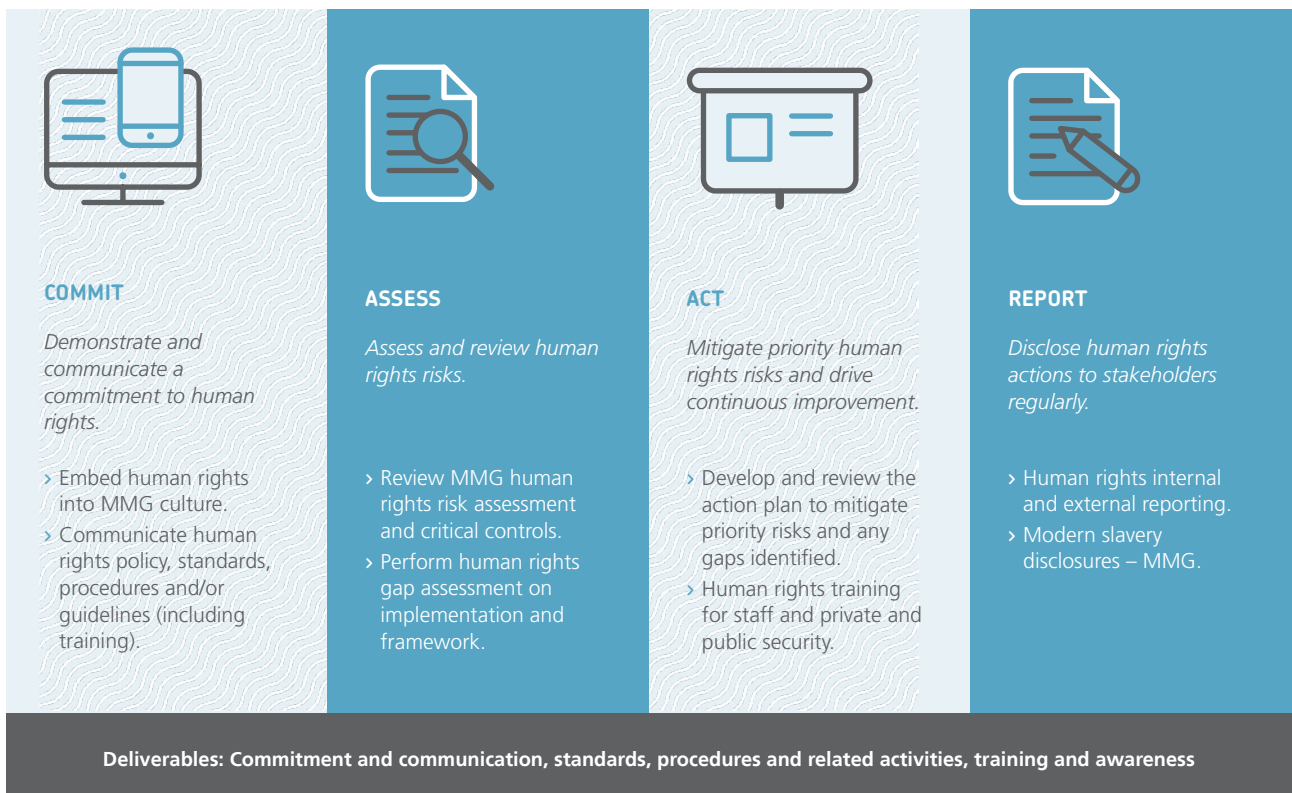 COMMIT
Demonstrate and
communicate a
commitment to human
rights.
› Embed human rights
into MMG culture.
› Communicate human
rights policy, standards,
procedures and/or
guidelines (including
training).
ASSESS
Assess and review human
rights risks.
› Review MMG human
rights risk assessment
and critical controls.
› Perform human rights
gap assessment on
implementation and
framework.
ACT
Mitigate priority human
rights risks and drive
continuous improvement.
› Develop and review the
action plan to mitigate
priority risks and any
gaps identified.
› Human rights training
for staff and private and
public security.
REPORT
Disclose human rights
actions to stakeholders
regularly.
› Human rights internal
and external reporting.
› Modern slavery
disclosures – MMG.
Deliverables: Commitment and communication, standards, procedures and related activities, training and awareness